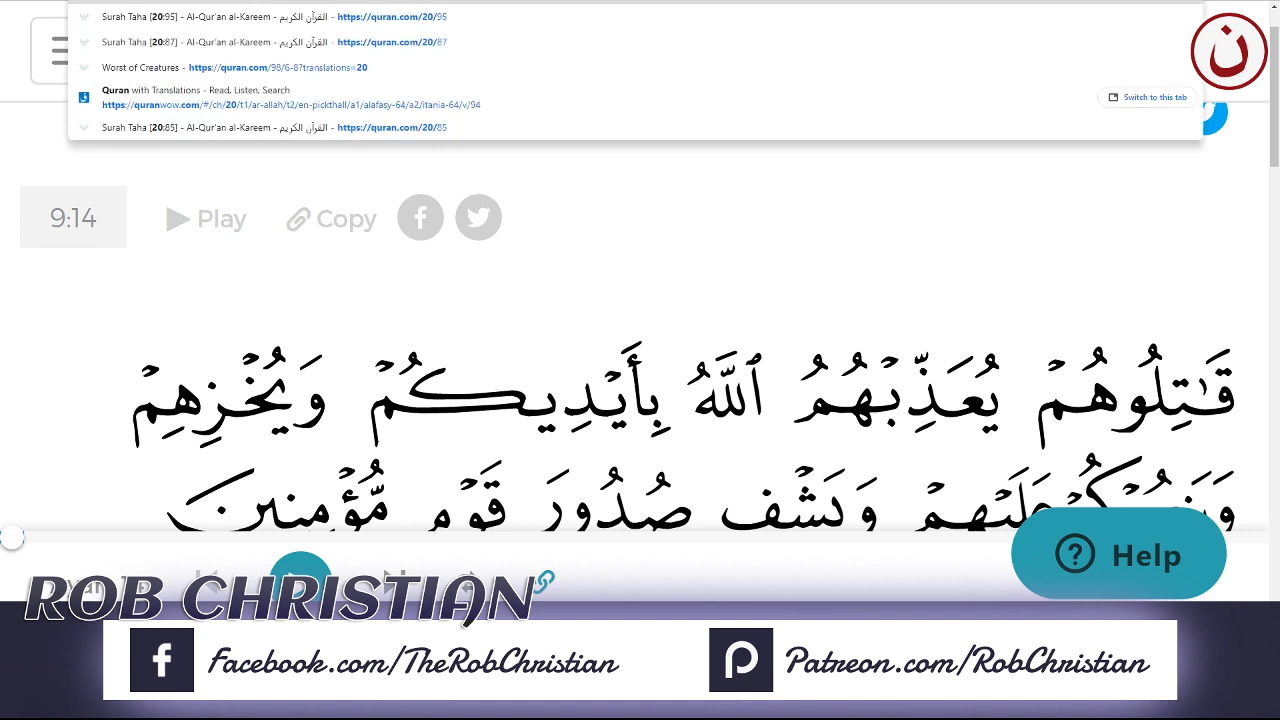 Surah Taha [20:95] - Al-Qur'an al-Kareem - القرآن الكريم - https://quran.com/20/95
Surah Taha [20:87] - Al-Qur'an al-Kareem - القرآن الكريم - https://quran.com/20/87
Worst of Creatures - https://quran.com/98/6-8?translations=20
Quran with Translations - Read, Listen, Search
https://quranwow.com/#/ch/20/t1/ar-allah/t2/en-pickthall/a1/alafasy-64/a2/itania-64/v/94
Switch to this tab
Surah Taha [20:85] - Al-Qur'an al-Kareem - القرآن الكريم - https://quran.com/20/85
ن
9:14
Play
Copy
قَـٰتِلُوهُمْ يُعَذِّبْهُمُ ٱللَّهُ بِأَيْدِيكُمْ وَيُخْزِهِمْ
وَيَنصُرْكُمْ عَلَيْهِمْ وَيَشْفِ صُدُورَ قَوْمٍ مُّؤْمِنِينَ
Help
ROB CHRISTIAN
Facebook.com/TheRobChristian
Patreon.com/RobChristian